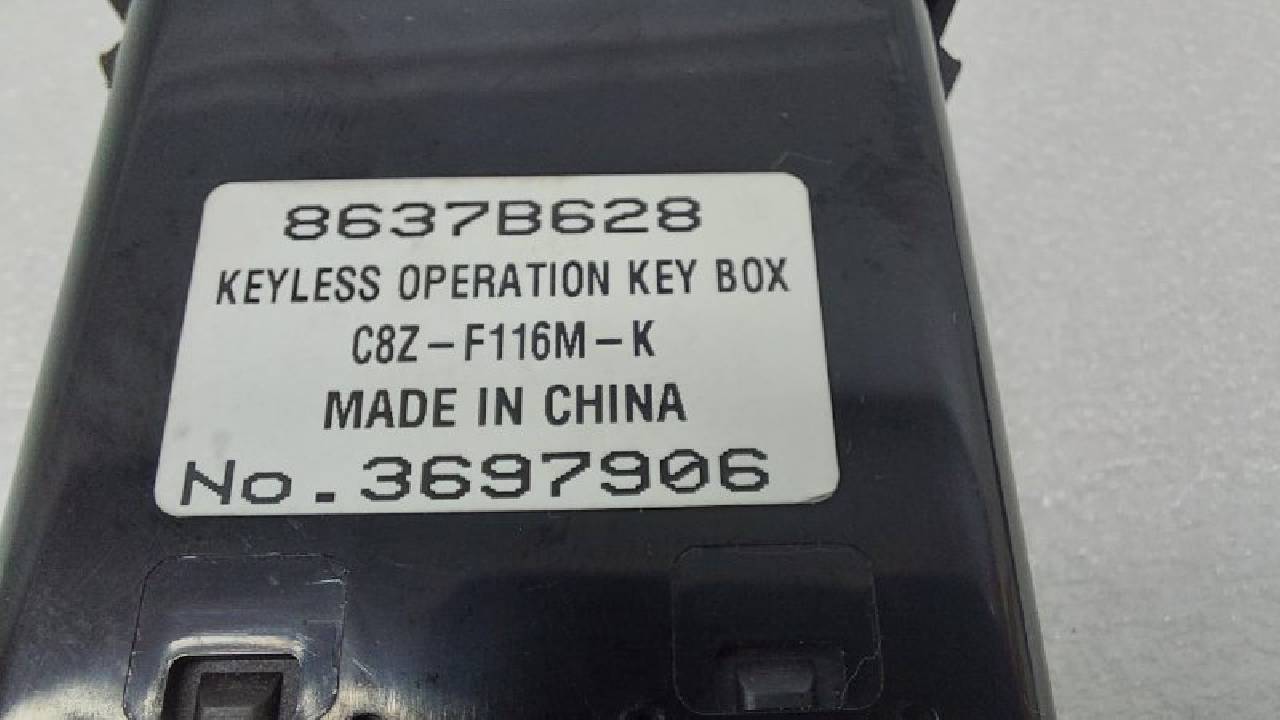 8637B628
KEYLESS OPERATION KEY BOX
C8Z-F116M-K
MADE IN CHINA
No.3697906